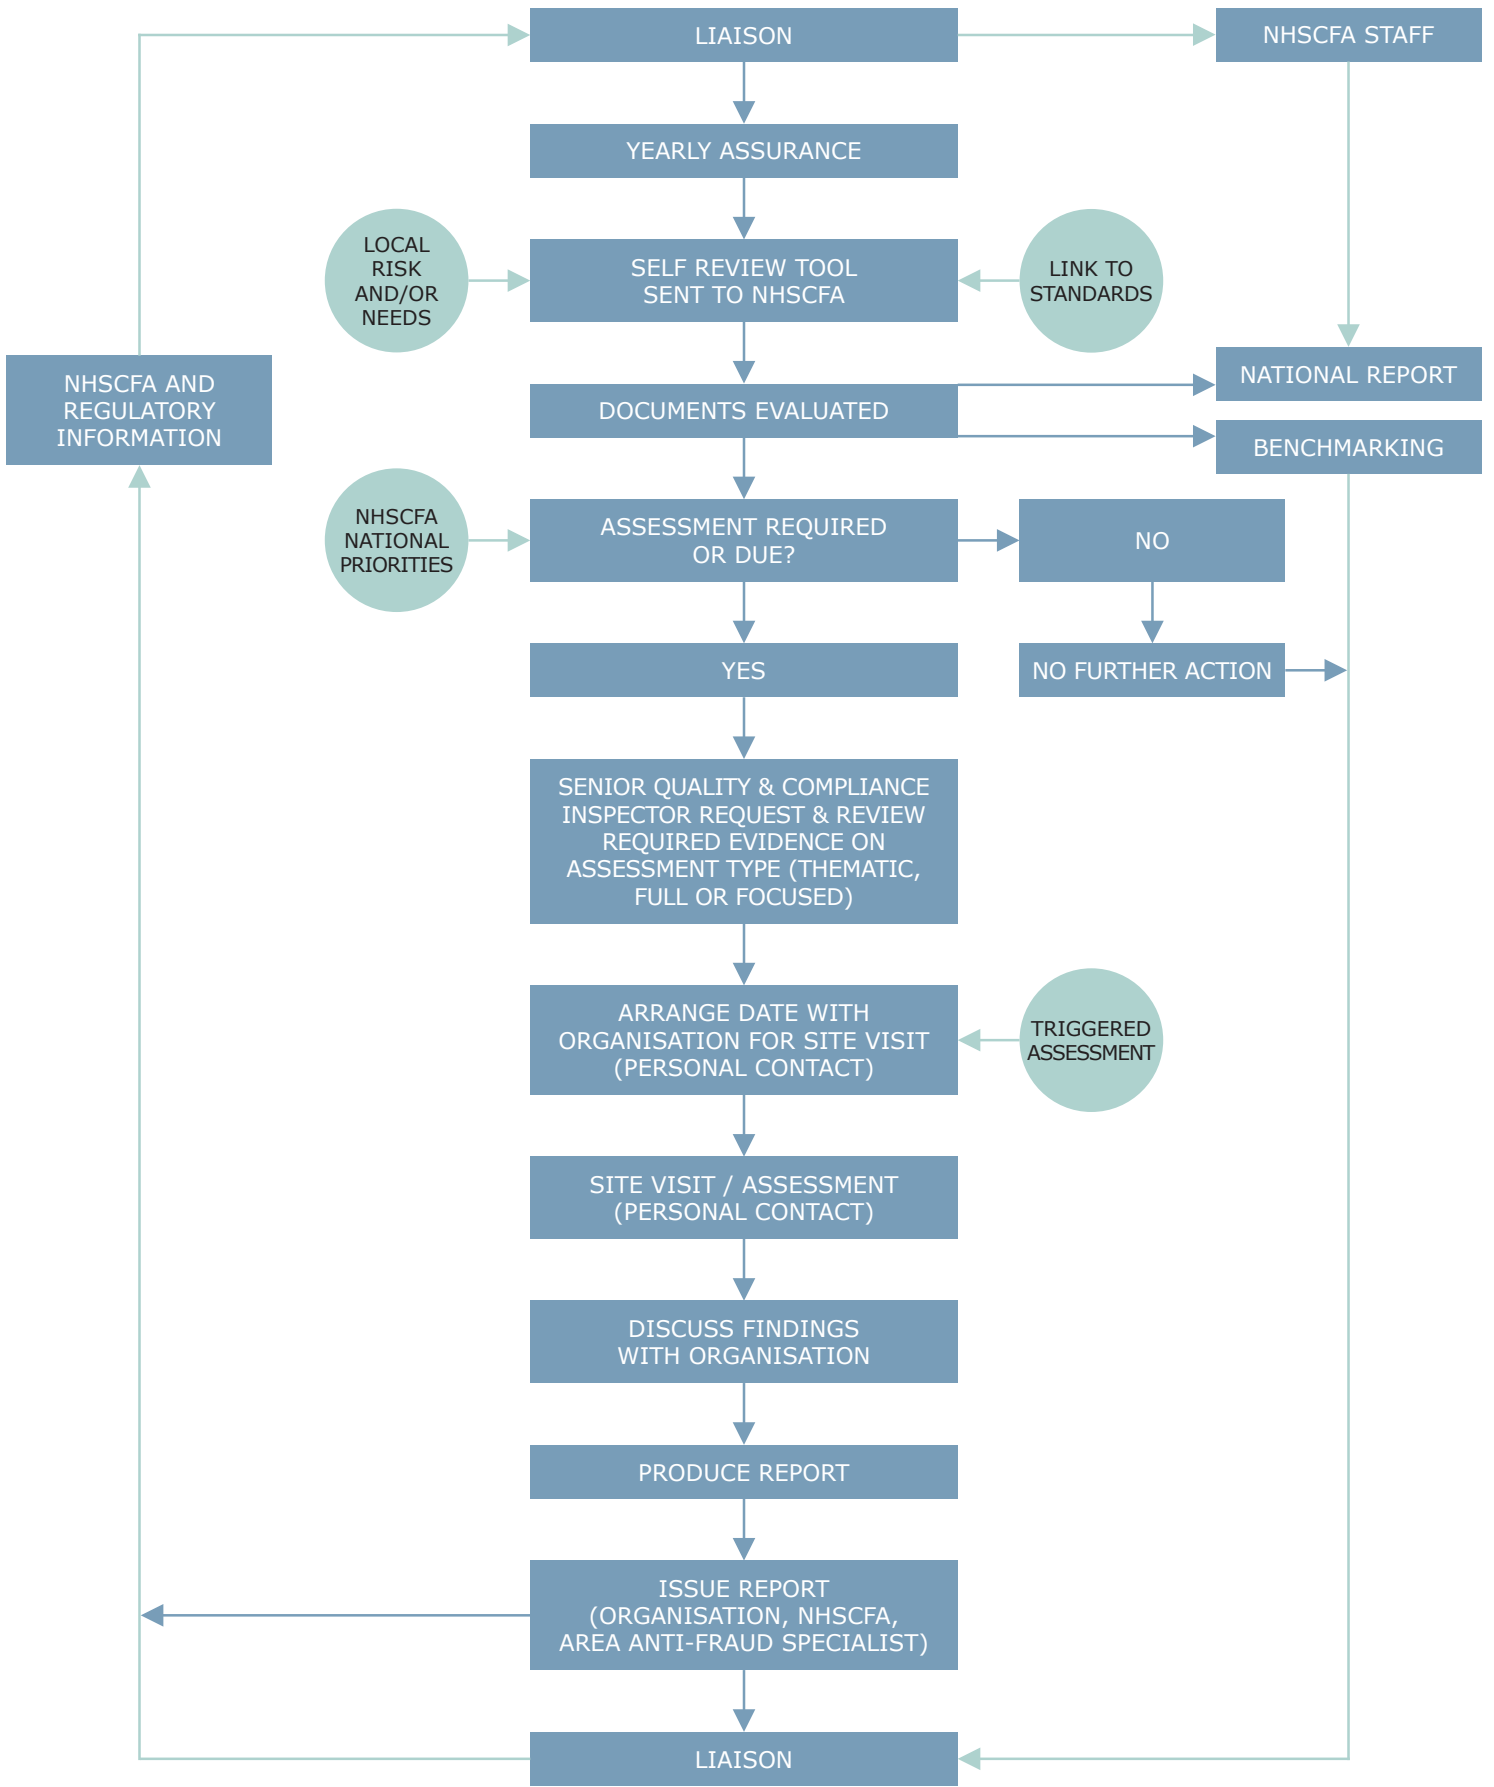 LIAISON
NHSCFA STAFF
YEARLY ASSURANCE
LOCAL
RISK
AND/OR
NEEDS
SELF REVIEW TOOL
SENT TO NHSCFA
LINK TO
STANDARDS
NHSCFA AND
REGULATORY
INFORMATION
NATIONAL REPORT
DOCUMENTS EVALUATED
BENCHMARKING
NHSCFA
NATIONAL
PRIORITIES
ASSESSMENT REQUIRED
OR DUE?
NO
YES
NO FURTHER ACTION
SENIOR QUALITY & COMPLIANCE
INSPECTOR REQUEST & REVIEW
REQUIRED EVIDENCE ON
ASSESSMENT TYPE (THEMATIC,
FULL OR FOCUSED)
ARRANGE DATE WITH
ORGANISATION FOR SITE VISIT
(PERSONAL CONTACT)
TRIGGERED
ASSESSMENT
SITE VISIT / ASSESSMENT
(PERSONAL CONTACT)
DISCUSS FINDINGS
WITH ORGANISATION
PRODUCE REPORT
ISSUE REPORT
(ORGANISATION, NHSCFA,
AREA ANTI-FRAUD SPECIALIST)
LIAISON